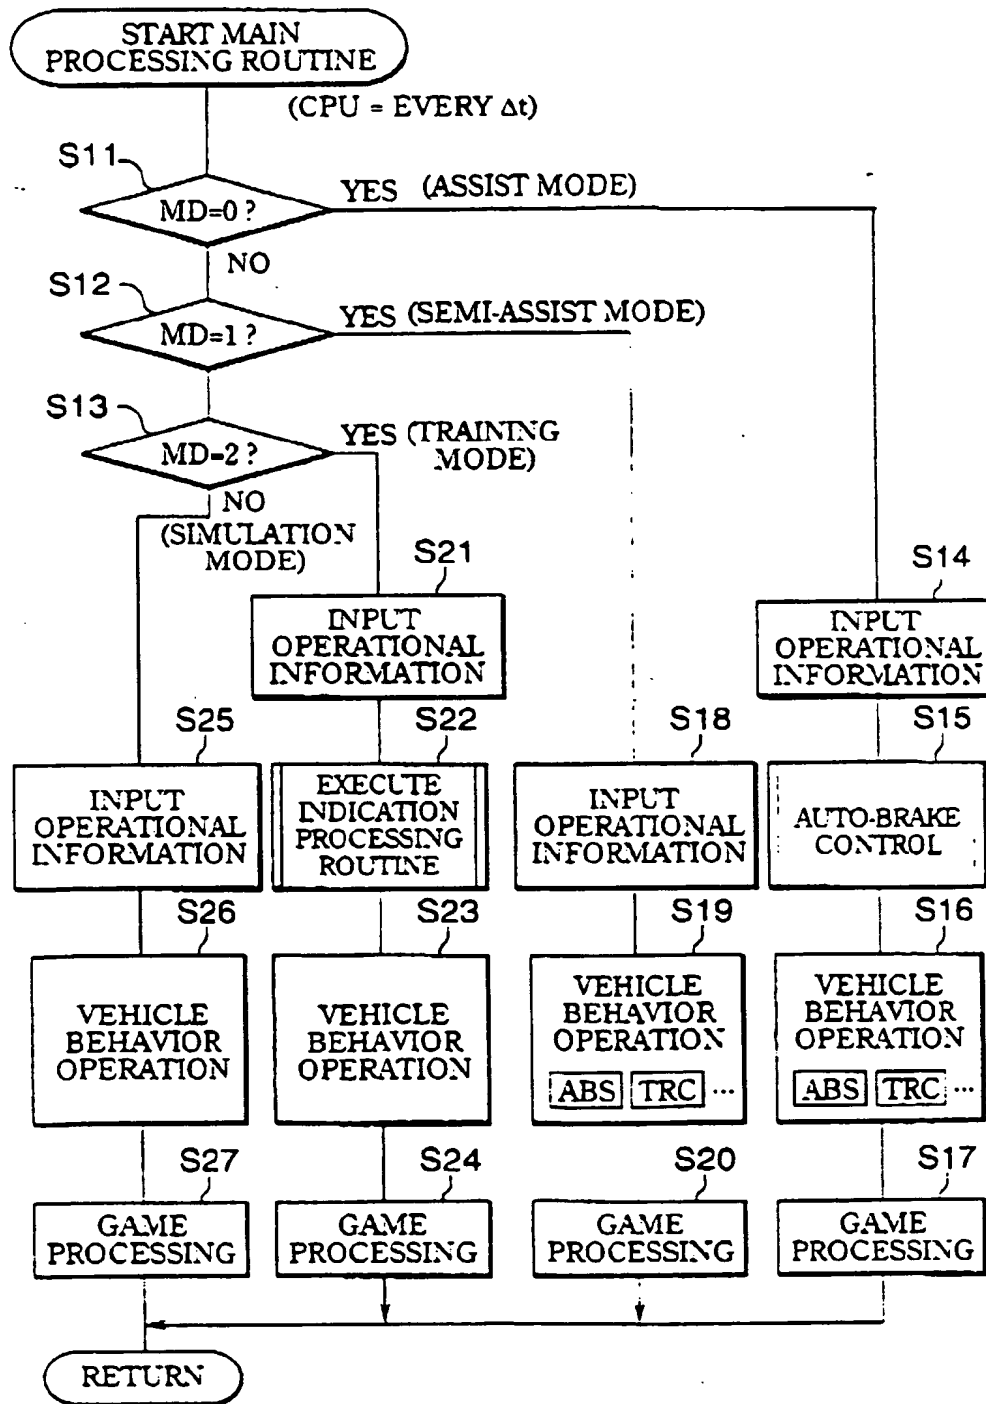 START MAIN
PROCESSING ROUTINE
(CPU = EVERY Δt)
S11
MD=0 ?
YES (ASSIST MODE)
NO
S12
MD=1 ?
YES (SEMI-ASSIST MODE)
S13
MD=2 ?
YES (TRAINING
MODE)
NO
(SIMULATION
MODE)
S21
INPUT
OPERATIONAL
INFORMATION
S14
INPUT
OPERATIONAL
INFORMATION
S25
INPUT
OPERATIONAL
INFORMATION
S22
EXECUTE
INDICATION
PROCESSING
ROUTINE
S18
INPUT
OPERATIONAL
INFORMATION
S15
AUTO-BRAKE
CONTROL
S26
VEHICLE
BEHAVIOR
OPERATION
S23
VEHICLE
BEHAVIOR
OPERATION
S19
VEHICLE
BEHAVIOR
OPERATION
ABS TRC ...
S16
VEHICLE
BEHAVIOR
OPERATION
ABS TRC ...
S27
GAME
PROCESSING
S24
GAME
PROCESSING
S20
GAME
PROCESSING
S17
GAME
PROCESSING
RETURN